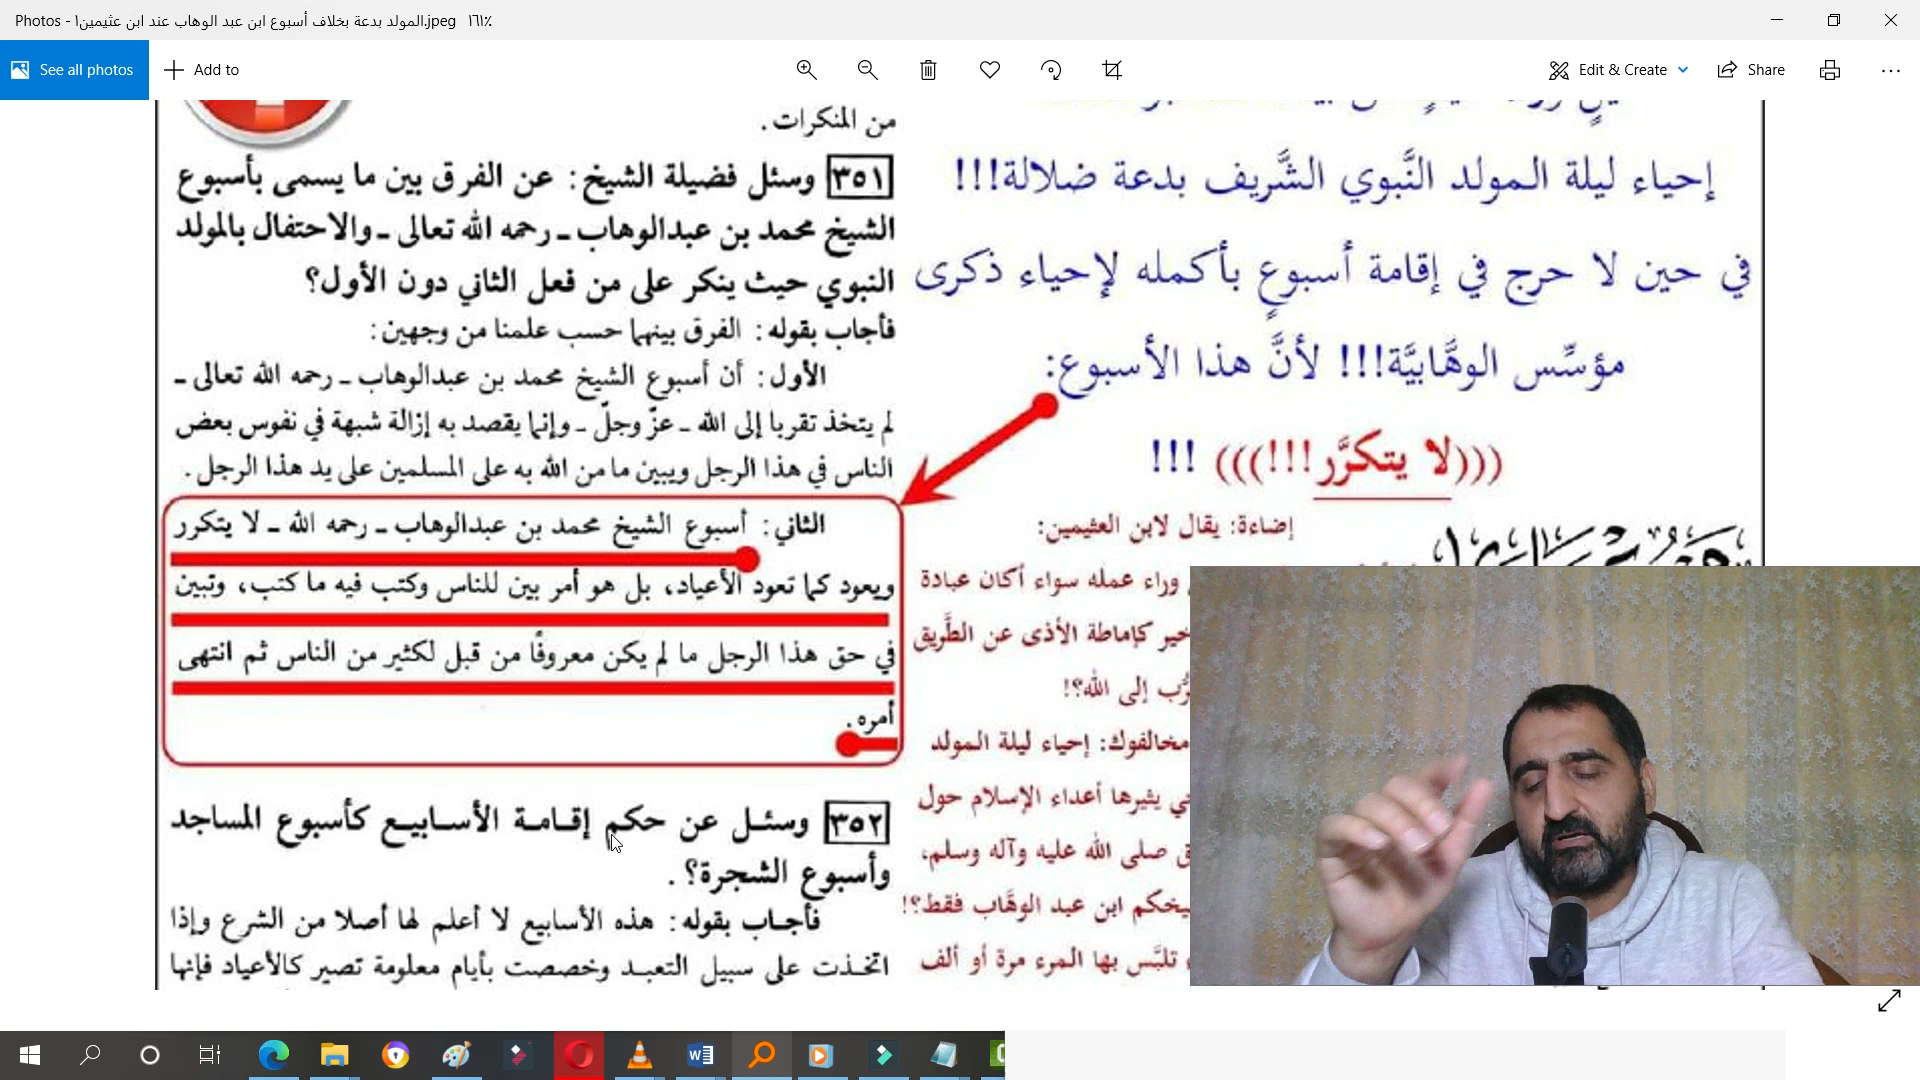 Photos - المولد بدعة بخلاف أسبوع ابن عبد الوهاب عند ابن عثيمين١.jpeg ١٦١٪
See all photos
Add to
Edit & Create
Share
إحياء ليلة المولد النَّبوي الشَّريف بدعة ضلالة!!!
في حين لا حرج في إقامة أسبوعٍ بأكمله لإحياء ذكرى
مؤسِّس الوهَّابيَّة!!! لأنَّ هذا الأسبوع:
(((لا يتكرَّر!!!))) !!!
إضاءة: يقال لابن العثيمين:
وراء عمله سواء أكان عبادة
خير كإماطة الأذى عن الطَّريق
إلى الله؟!
مخالفوك: إحياء ليلة المولد
يثيرها أعداء الإسلام حول
صلى الله عليه وآله وسلم،
ابن عبد الوهَّاب فقط؟!
تلبَّس بها المرء مرة أو ألف
من المنكرات.
٣٥١ وسئل فضيلة الشيخ: عن الفرق بين ما يسمى بأسبوع
الشيخ محمد بن عبدالوهاب ـ رحمه الله تعالى ـ والاحتفال بالمولد
النبوي حيث ينكر على من فعل الثاني دون الأول؟
فأجاب بقوله: الفرق بينهما حسب علمنا من وجهين:
الأول: أن أسبوع الشيخ محمد بن عبدالوهاب ـ رحمه الله تعالى ـ
لم يتخذ تقربا إلى الله ـ عزّ وجلّ ـ وإنما يقصد به إزالة شبهة في نفوس بعض
الناس في هذا الرجل ويبين ما من الله به على المسلمين على يد هذا الرجل.
الثاني: أسبوع الشيخ محمد بن عبدالوهاب ـ رحمه الله ـ لا يتكرر
ويعود كما تعود الأعياد، بل هو أمر بين للناس وكتب فيه ما كتب، وتبين
في حق هذا الرجل ما لم يكن معروفًا من قبل لكثير من الناس ثم انتهى
أمره.
٣٥٢ وسئل عن حكم إقامة الأسابيع كأسبوع المساجد
وأسبوع الشجرة؟.
فأجاب بقوله: هذه الأسابيع لا أعلم لها أصلا من الشرع وإذا
اتخذت على سبيل التعبد وخصصت بأيام معلومة تصير كالأعياد فإنها